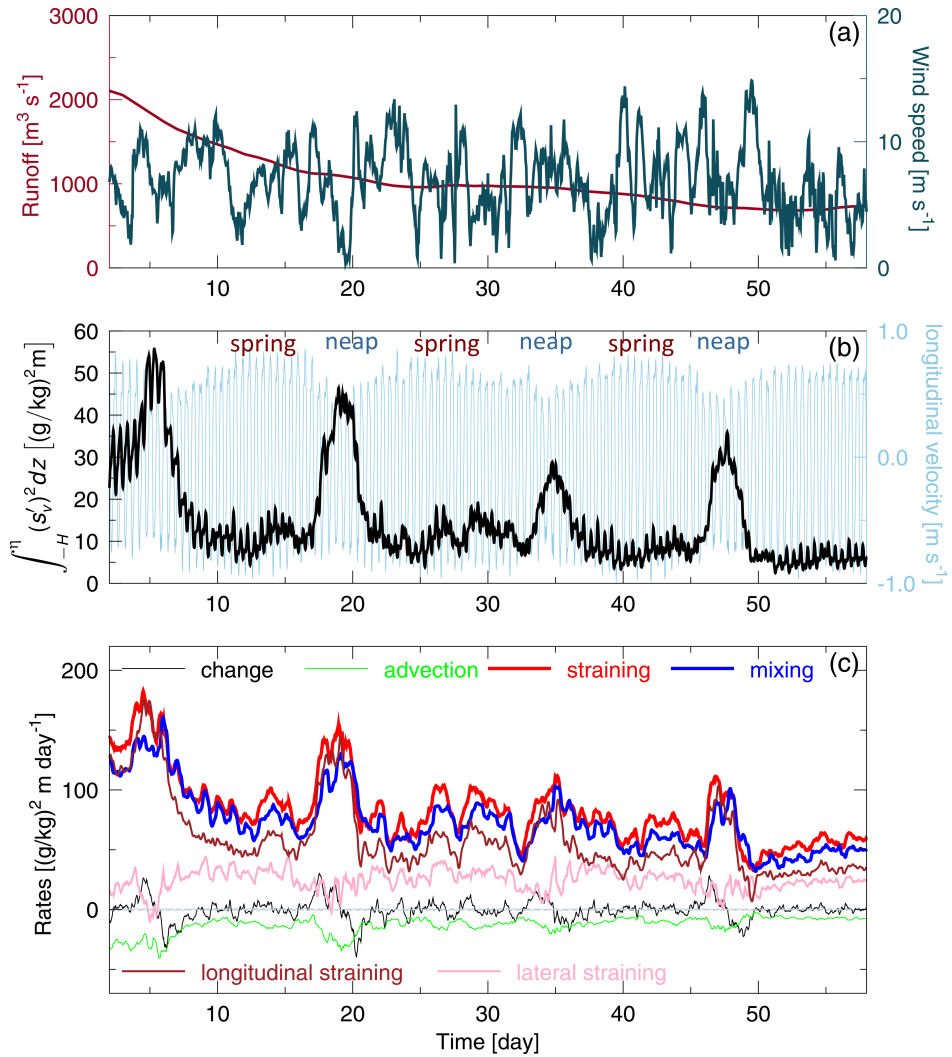 (a)
3000
2000
1000
0
Runoff [m³ s⁻¹]
20
10
0
Wind speed [m s⁻¹]
10 20 30 40 50
(b)
spring neap spring neap spring neap
60
50
40
30
20
10
0
∫_{-H}^{η} (s′ᵥ)² dz [(g/kg)²m]
1.0
0.0
-1.0
longitudinal velocity [m s⁻¹]
10 20 30 40 50
(c)
change advection straining mixing
200
100
0
Rates [(g/kg)² m day⁻¹]
longitudinal straining lateral straining
10 20 30 40 50
Time [day]